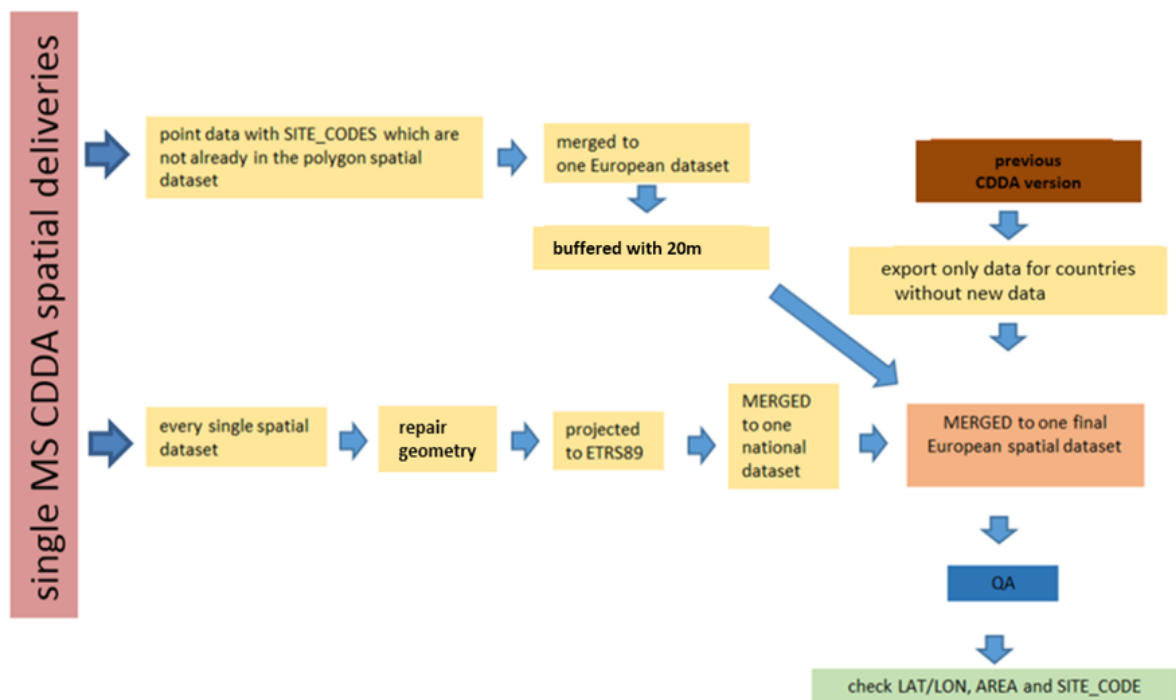 single MS CDDA spatial deliveries
point data with SITE_CODES which are
not already in the polygon spatial
dataset
merged to
one European dataset
buffered with 20m
previous
CDDA version
export only data for countries
without new data
every single spatial
dataset
repair
geometry
projected
to ETRS89
MERGED
to one
national
dataset
MERGED to one final
European spatial dataset
QA
check LAT/LON, AREA and SITE_CODE